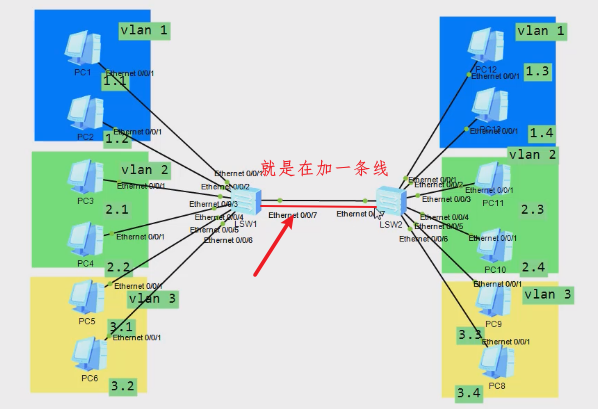 vlan 1
PC1
Ethernet 0/0/1
1.1
PC2
Ethernet 0/0/1
1.2
vlan 2
PC3
Ethernet 0/0/1
2.1
PC4
Ethernet 0/0/1
2.2
vlan 3
PC5
Ethernet 0/0/1
3.1
PC6
Ethernet 0/0/1
3.2
Ethernet 0/0/1
Ethernet 0/0/2
Ethernet 0/0/3
Ethernet 0/0/4
Ethernet 0/0/5
Ethernet 0/0/6
LSW1
就是在加一条线
Ethernet 0/0/7
LSW2
Ethernet 0/0/1
Ethernet 0/0/2
Ethernet 0/0/3
Ethernet 0/0/4
Ethernet 0/0/5
Ethernet 0/0/6
vlan 1
PC12
Ethernet 0/0/1
1.3
Ethernet 0/0/1
1.4
vlan 2
Ethernet 0/0/1
PC11
2.3
Ethernet 0/0/1
PC10
2.4
vlan 3
PC9
3.3
Ethernet 0/0/1
Ethernet 0/0/1
PC8
3.4